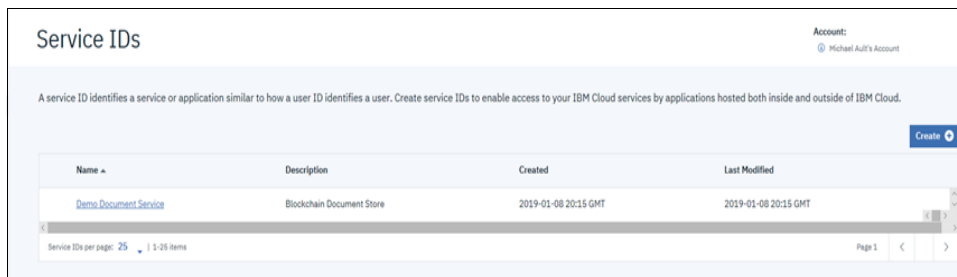 Service IDs
Account:
Michael Ault's Account
A service ID identifies a service or application similar to how a user ID identifies a user. Create service IDs to enable access to your IBM Cloud services by applications hosted both inside and outside of IBM Cloud.
Create
Name Description Created Last Modified
Demo Document Service Blockchain Document Store 2019-01-08 20:15 GMT 2019-01-08 20:15 GMT
Service IDs per page: 25 | 1-25 items Page 1